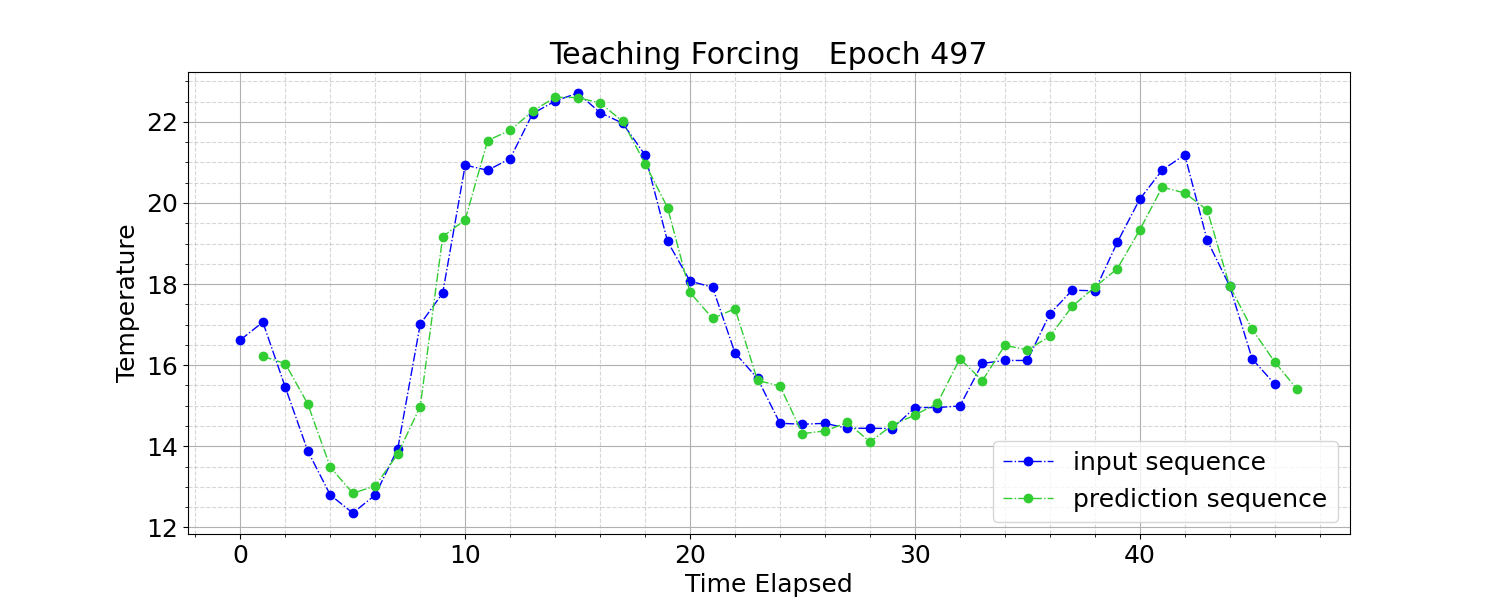 Teaching Forcing   Epoch 497
Temperature
22
20
18
16
14
12
input sequence
prediction sequence
0 10 20 30 40
Time Elapsed